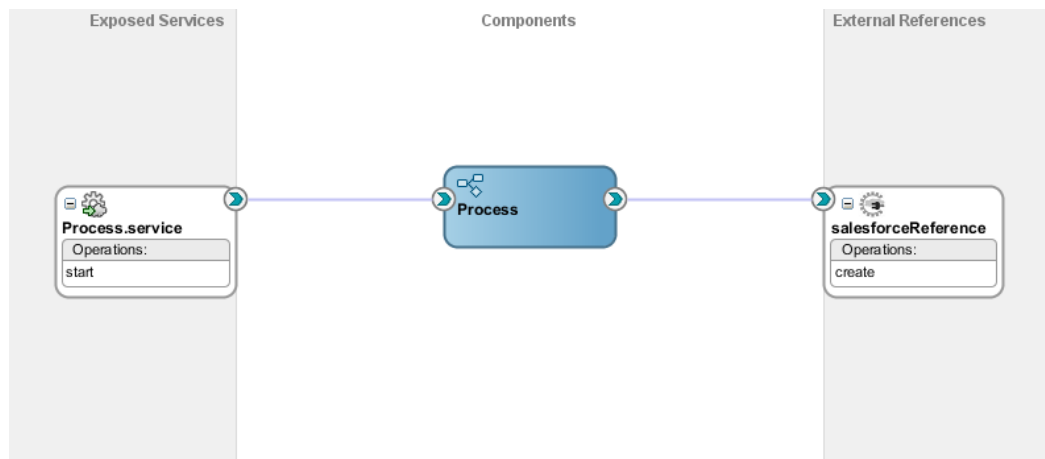 Exposed Services
Components
External References
Process.service
Operations:
start
Process
salesforceReference
Operations:
create